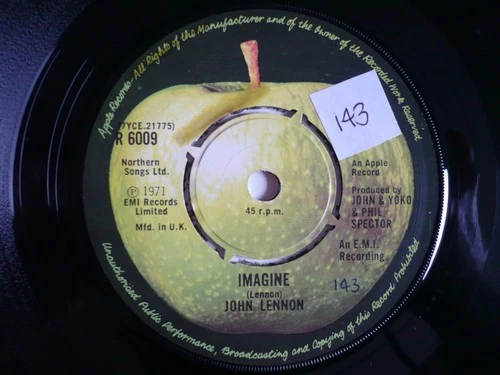 Apple Records. All Rights of the Manufacturer and of the Owner of the Recorded Work Reserved
(7YCE.21775)
R 6009
143
Northern
Songs Ltd.
℗ 1971
EMI Records
Limited
Mfd. in U.K.
45 r.p.m.
An Apple
Record
Produced by
JOHN & YOKO
& PHIL
SPECTOR
An E.M.I.
Recording
IMAGINE
(Lennon)
JOHN LENNON
143
Unauthorized Public Performance, Broadcasting and Copying of this Record Prohibited